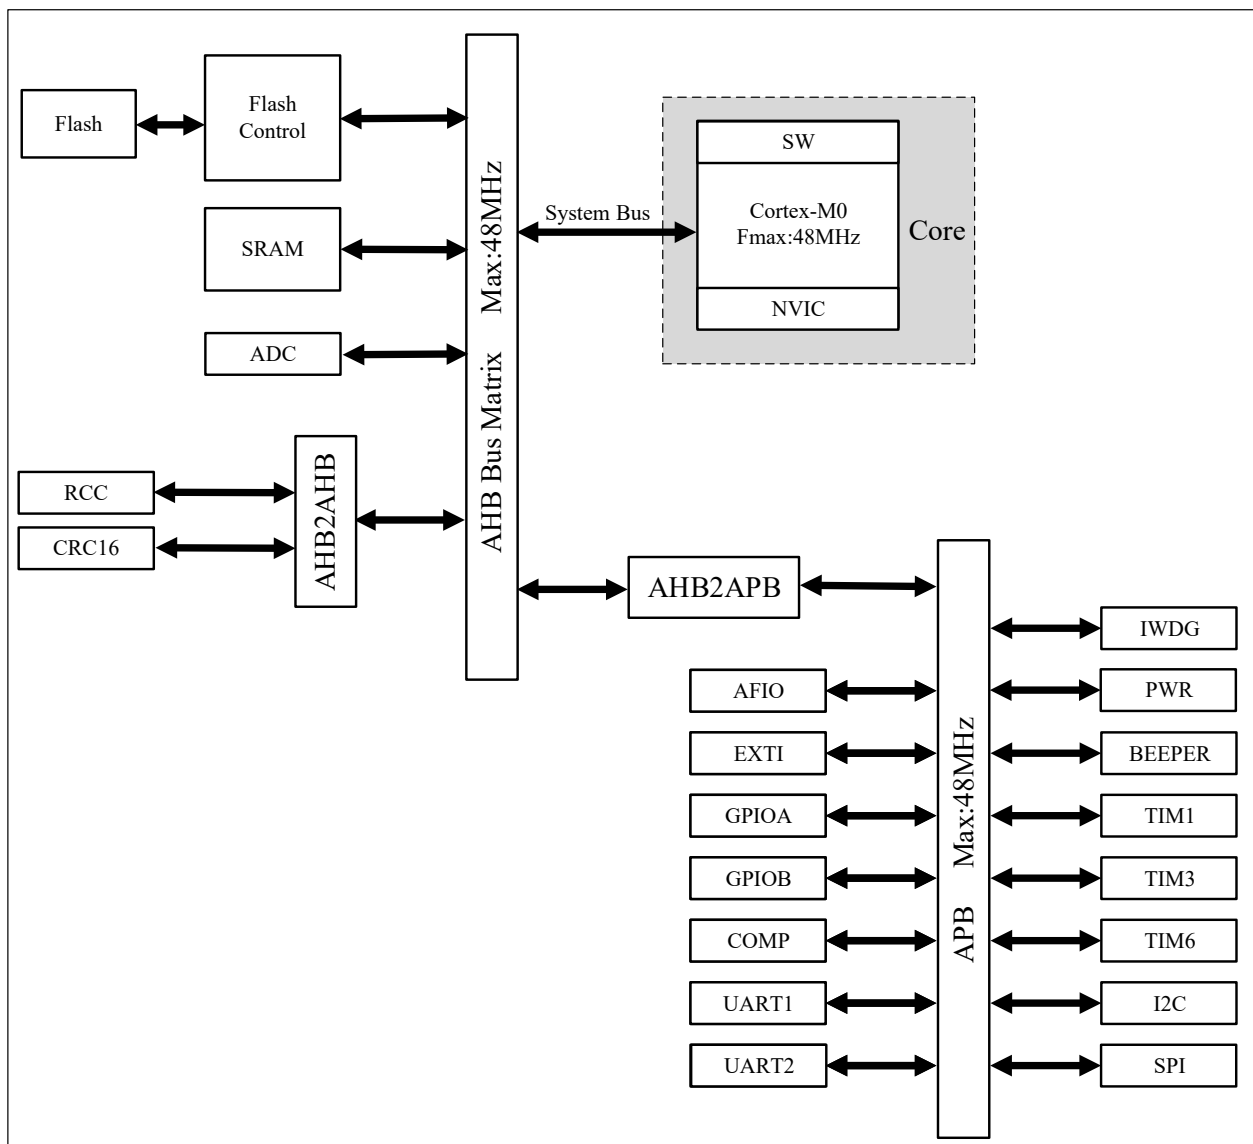 Flash
Flash
Control
SRAM
ADC
RCC
CRC16
AHB2AHB
AHB Bus Matrix Max:48MHz
System Bus
SW
Cortex-M0
Fmax:48MHz
NVIC
Core
AHB2APB
APB Max:48MHz
AFIO
EXTI
GPIOA
GPIOB
COMP
UART1
UART2
IWDG
PWR
BEEPER
TIM1
TIM3
TIM6
I2C
SPI